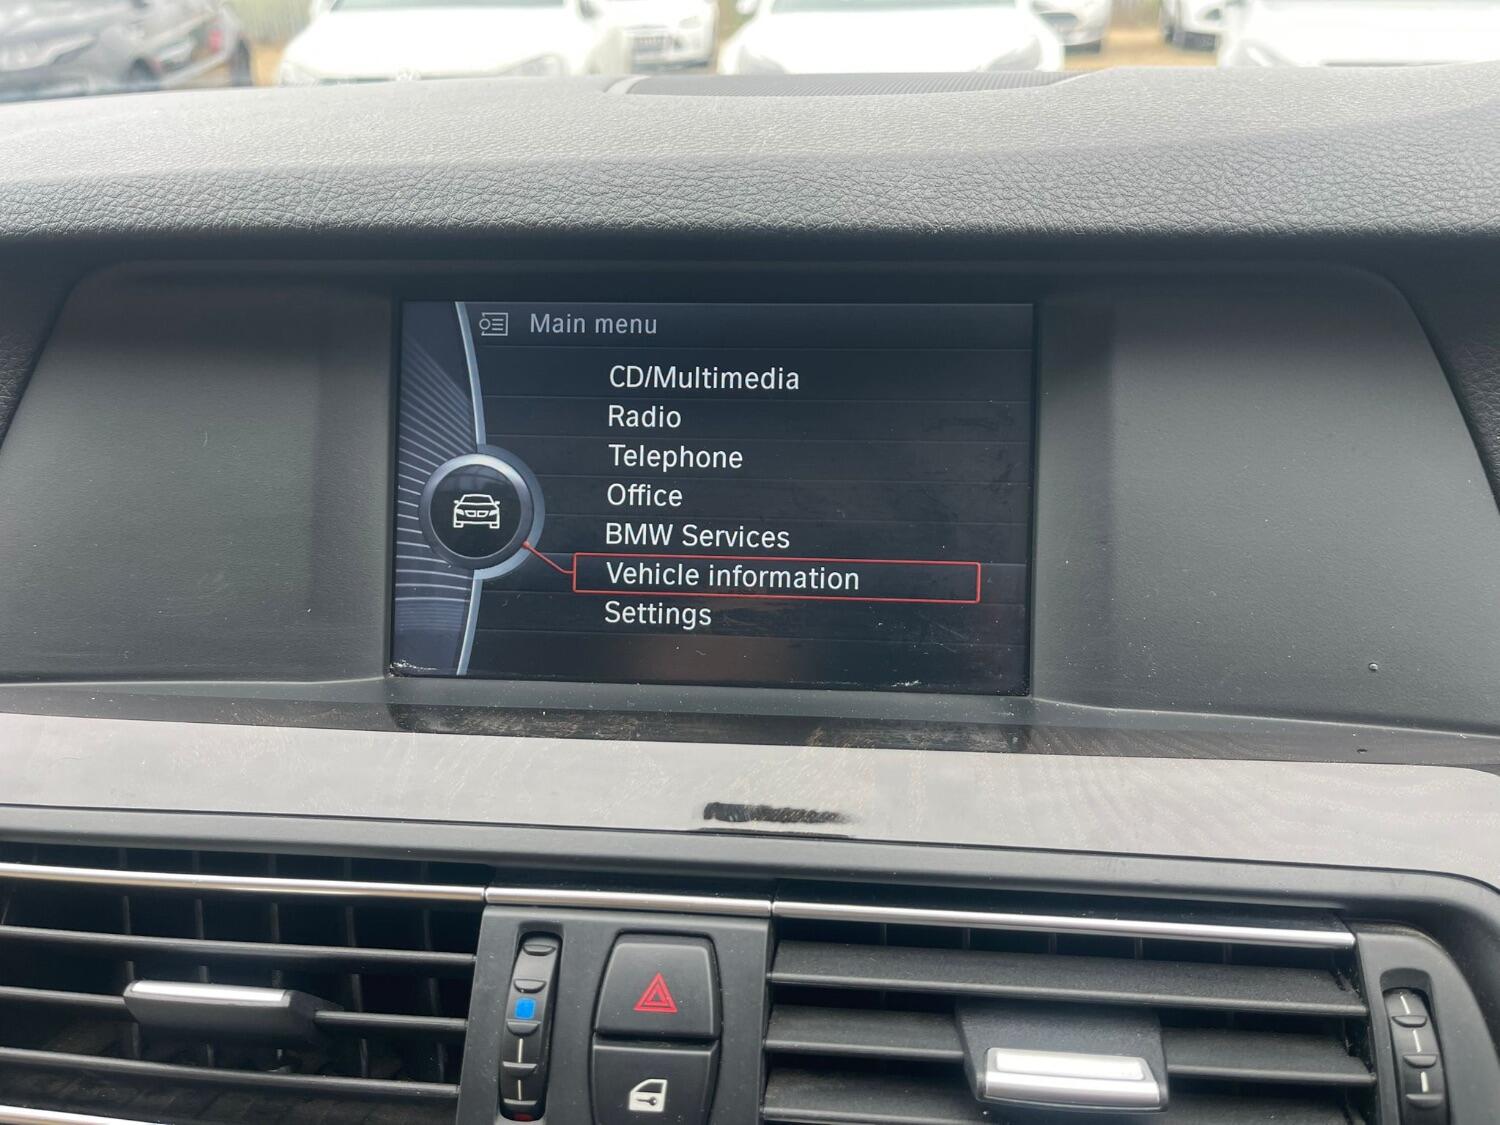 Main menu
CD/Multimedia
Radio
Telephone
Office
BMW Services
Vehicle information
Settings